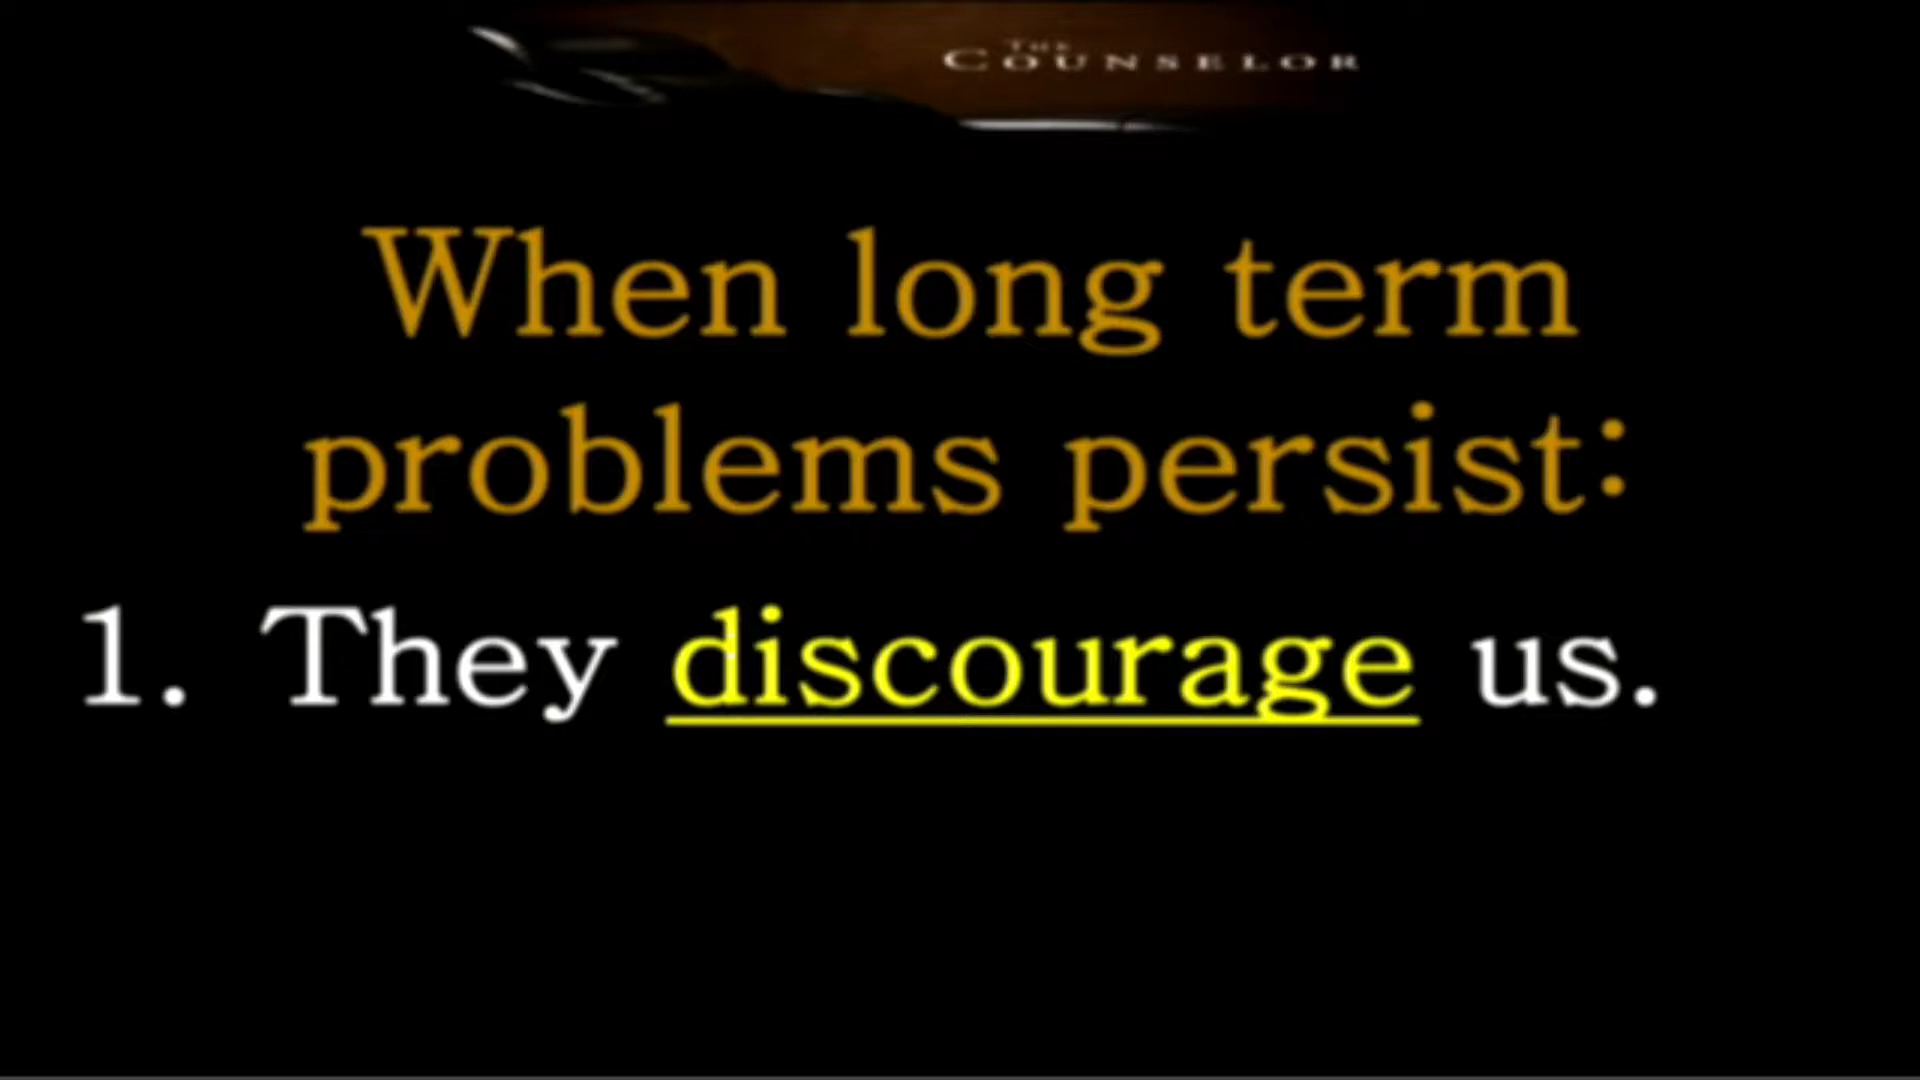 THE
COUNSELOR
When long term
problems persist:
1. They discourage us.